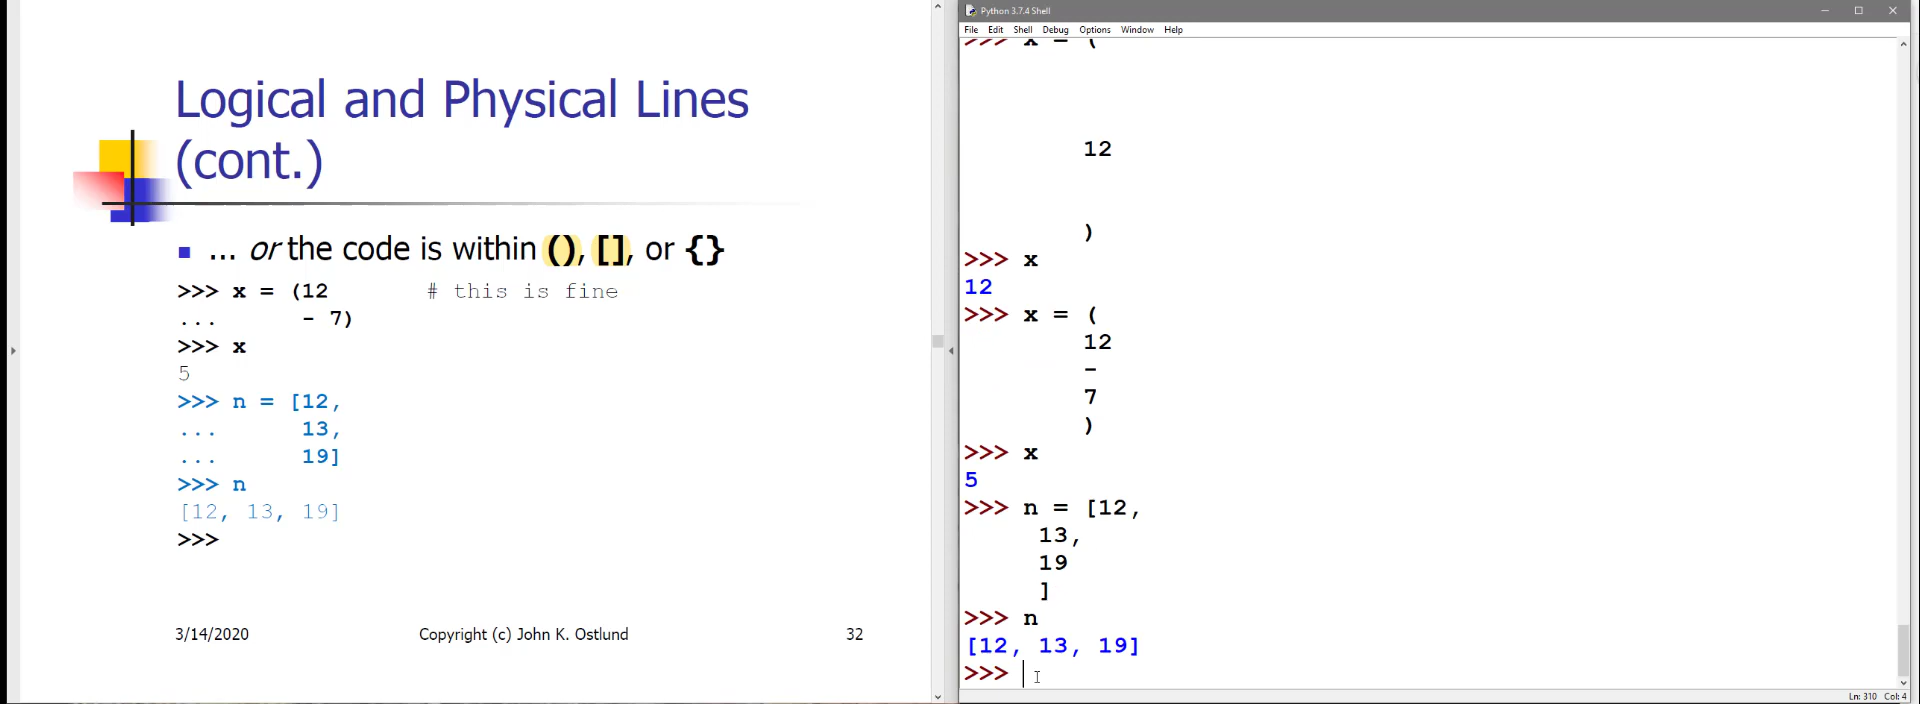 Logical and Physical Lines
(cont.)
... or the code is within (), [], or {}
>>> x = (12 # this is fine
... - 7)
>>> x
5
>>> n = [12,
... 13,
... 19]
>>> n
[12, 13, 19]
>>>
3/14/2020 Copyright (c) John K. Ostlund 32
Python 3.7.4 Shell
File Edit Shell Debug Options Window Help
>>> x = (
12
)
>>> x
12
>>> x = (
12
-
7
)
>>> x
5
>>> n = [12,
13,
19
]
>>> n
[12, 13, 19]
>>>
Ln: 310 Col: 4